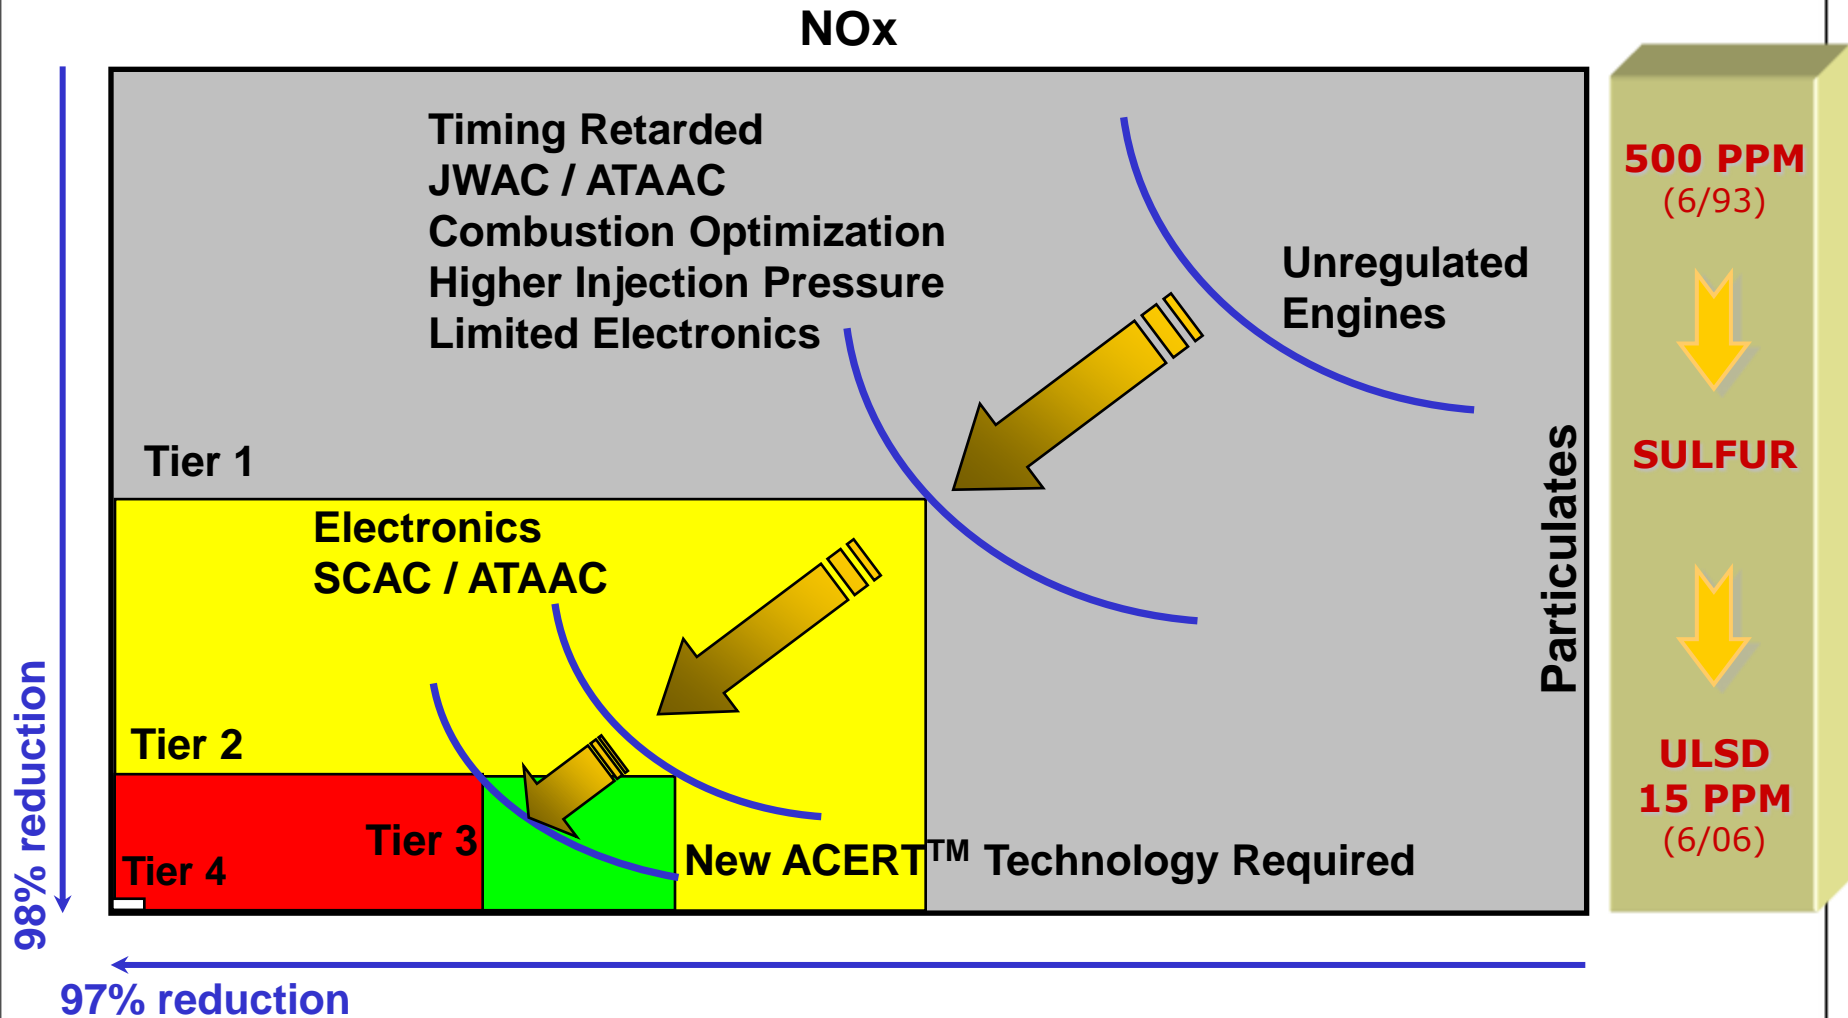 NOx
Timing Retarded
JWAC / ATAAC
Combustion Optimization
Higher Injection Pressure
Limited Electronics
Unregulated
Engines
Tier 1
Electronics
SCAC / ATAAC
Tier 2
Tier 3
Tier 4
New ACERT™ Technology Required
Particulates
98% reduction
97% reduction
500 PPM
(6/93)
SULFUR
ULSD
15 PPM
(6/06)